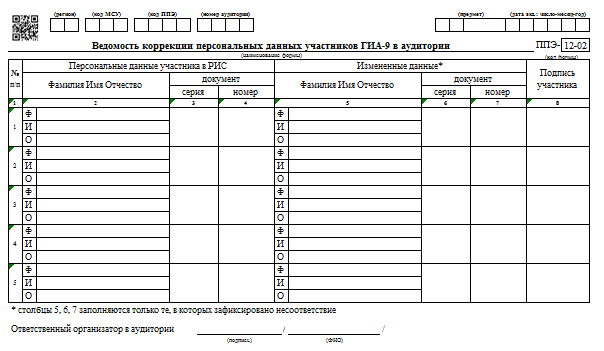 (регион) (код МСУ) (код ППЭ) (номер аудитории) (предмет) (дата экз.: число-месяц-год)
Ведомость коррекции персональных данных участников ГИА-9 в аудитории ППЭ- 12-02
(наименование формы) (код формы)
№ п/п Персональные данные участника в РИС Измененные данные* Подпись участника
Фамилия Имя Отчество документ Фамилия Имя Отчество документ
серия номер серия номер
1 2 3 4 5 6 7 8
Ф Ф
1 И И
О О
Ф Ф
2 И И
О О
Ф Ф
3 И И
О О
Ф Ф
4 И И
О О
Ф Ф
5 И И
О О
* столбцы 5, 6, 7 заполняются только те, в которых зафиксировано несоответствие
Ответственный организатор в аудитории / /
(подпись) (ФИО)